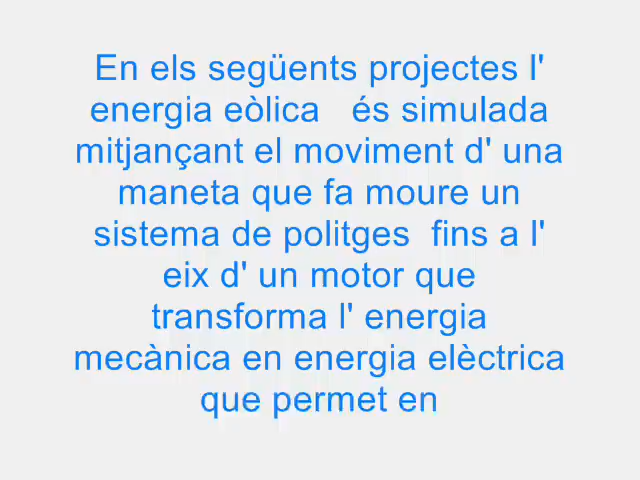 En els següents projectes l'
energia eòlica   és simulada
mitjançant el moviment d' una
maneta que fa moure un
sistema de politges  fins a l'
eix d' un motor que
transforma l' energia
mecànica en energia elèctrica
que permet en